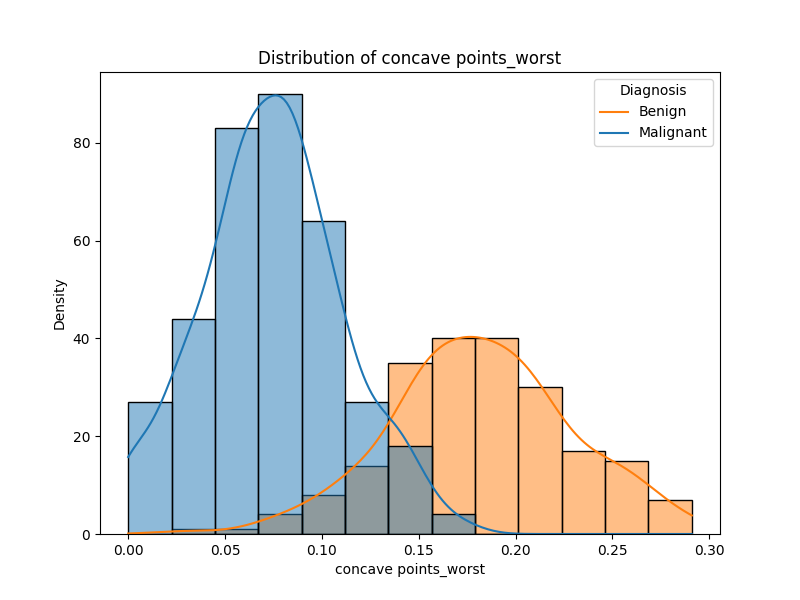 Distribution of concave points_worst
Diagnosis
Benign
Malignant
80
60
40
20
0
Density
0.00 0.05 0.10 0.15 0.20 0.25 0.30
concave points_worst